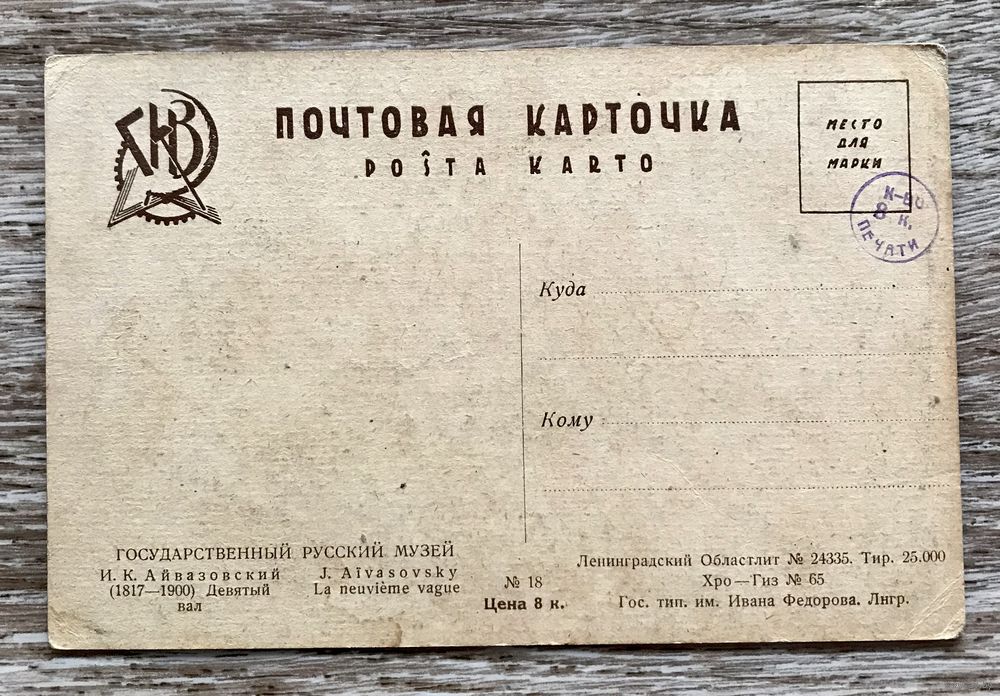 ГКВ
ПОЧТОВАЯ КАРТОЧКА
POŜTA KARTO
МЕСТО
ДЛЯ
МАРКИ
К-ВО
8 К.
ПЕЧАТИ
Куда
Кому
ГОСУДАРСТВЕННЫЙ РУССКИЙ МУЗЕЙ
И. К. Айвазовский
(1817—1900) Девятый
вал
J. Aïvasovsky
La neuvième vague
№ 18
Цена 8 к.
Ленинградский Областлит № 24335. Тир. 25.000
Хро—Гиз № 65
Гос. тип. им. Ивана Федорова. Лнгр.